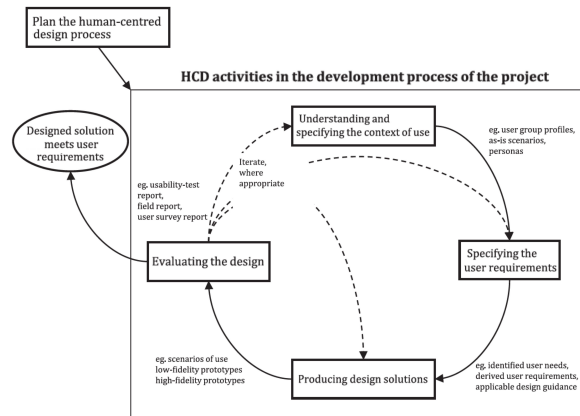 Plan the human-centred
design process
HCD activities in the development process of the project
Designed solution
meets user
requirements
Understanding and
specifying the context of use
eg. user group profiles,
as-is scenarios,
personas
Iterate,
where
appropriate
eg. usability-test
report,
field report,
user survey report
Evaluating the design
Specifying the
user requirements
eg. scenarios of use
low-fidelity prototypes
high-fidelity prototypes
Producing design solutions
eg. identified user needs,
derived user requirements,
applicable design guidance